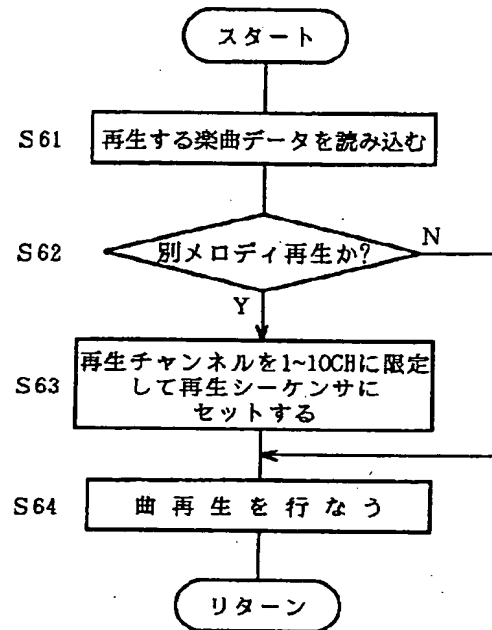 スタート
S61
再生する楽曲データを読み込む
S62
別メロディ再生か?
N
Y
S63
再生チャンネルを1~10CHに限定
して再生シーケンサに
セットする
S64
曲再生を行なう
リターン